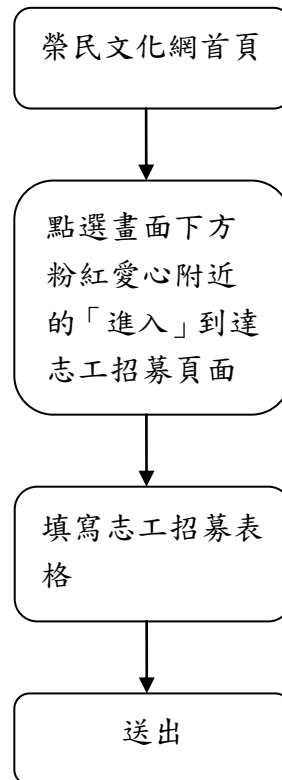 榮民文化網首頁
點選畫面下方
粉紅愛心附近
的「進入」到達
志工招募頁面
填寫志工招募表
格
送出